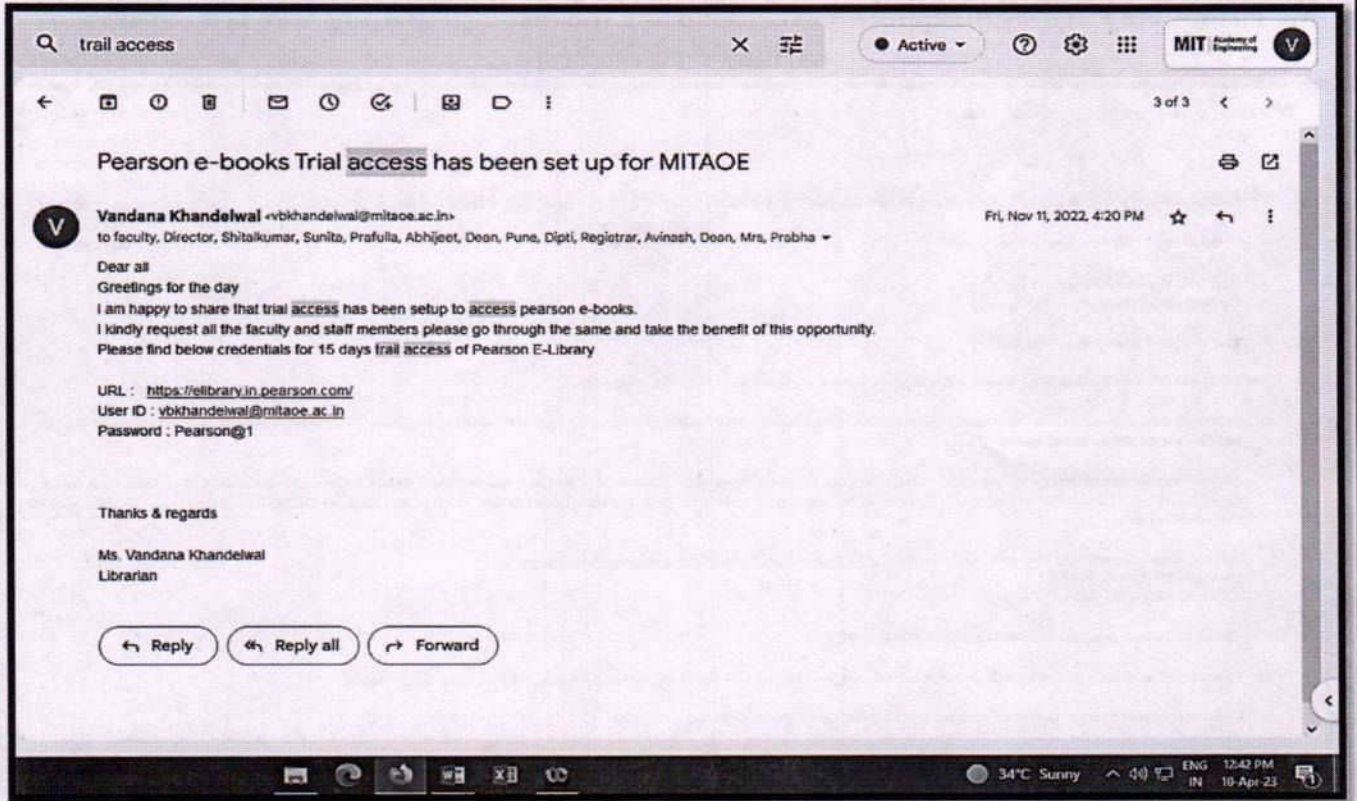 trail access
Active
MIT Academy of Engineering
V
3 of 3
Pearson e-books Trial access has been set up for MITAOE
V
Vandana Khandelwal <vbkhandelwal@mitaoe.ac.in>
Fri, Nov 11, 2022, 4:20 PM
to faculty, Director, Shitalkumar, Sunita, Prafulla, Abhijeet, Dean, Pune, Dipti, Registrar, Avinash, Dean, Mrs, Prabha
Dear all
Greetings for the day
I am happy to share that trial access has been setup to access pearson e-books.
I kindly request all the faculty and staff members please go through the same and take the benefit of this opportunity.
Please find below credentials for 15 days trail access of Pearson E-Library
URL : https://elibrary.in.pearson.com/
User ID : vbkhandelwal@mitaoe.ac.in
Password : Pearson@1
Thanks & regards
Ms. Vandana Khandelwal
Librarian
Reply
Reply all
Forward
34°C Sunny
ENG
IN
12:42 PM
10-Apr-23